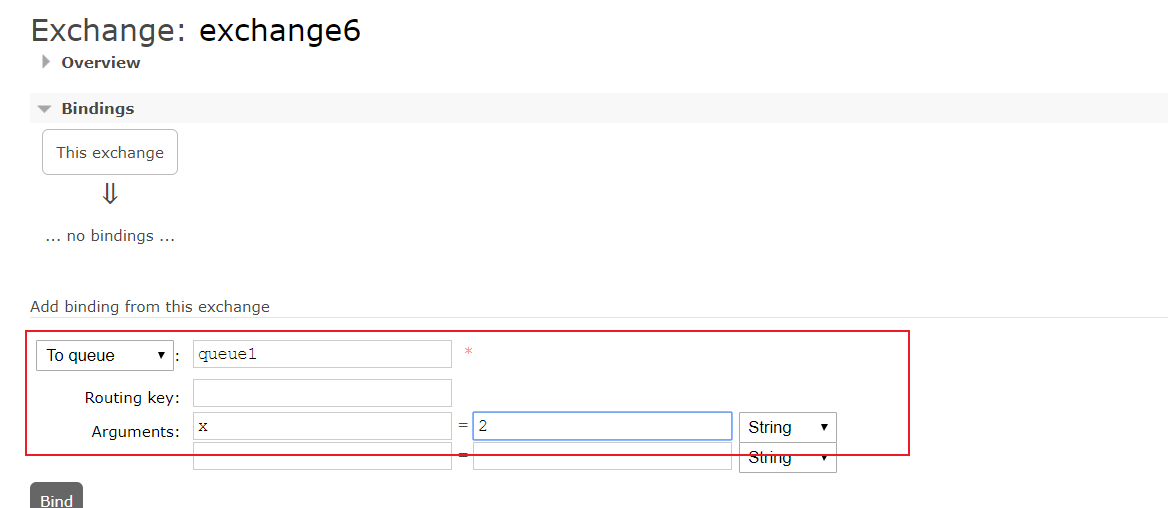 Exchange: exchange6
Overview
Bindings
This exchange
⇓
... no bindings ...
Add binding from this exchange
To queue : queue1 *
Routing key:
Arguments: x = 2 String
= String
Bind